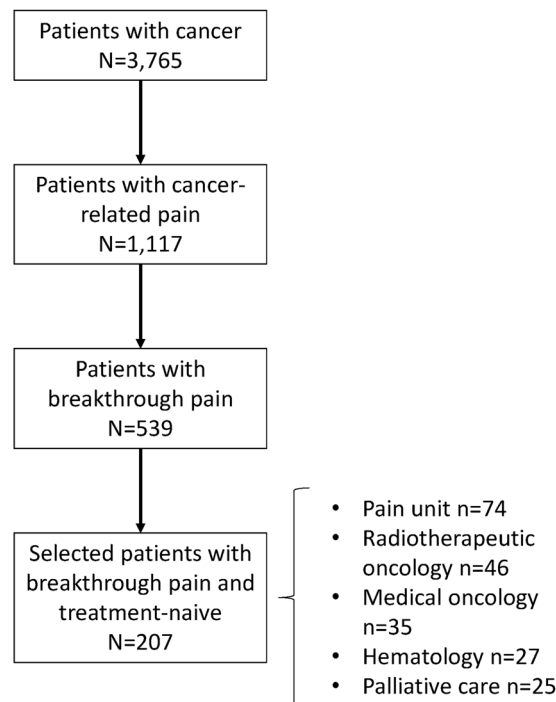 Patients with cancer
N=3,765
Patients with cancer-
related pain
N=1,117
Patients with
breakthrough pain
N=539
Selected patients with
breakthrough pain and
treatment-naive
N=207
• Pain unit n=74
• Radiotherapeutic
oncology n=46
• Medical oncology
n=35
• Hematology n=27
• Palliative care n=25